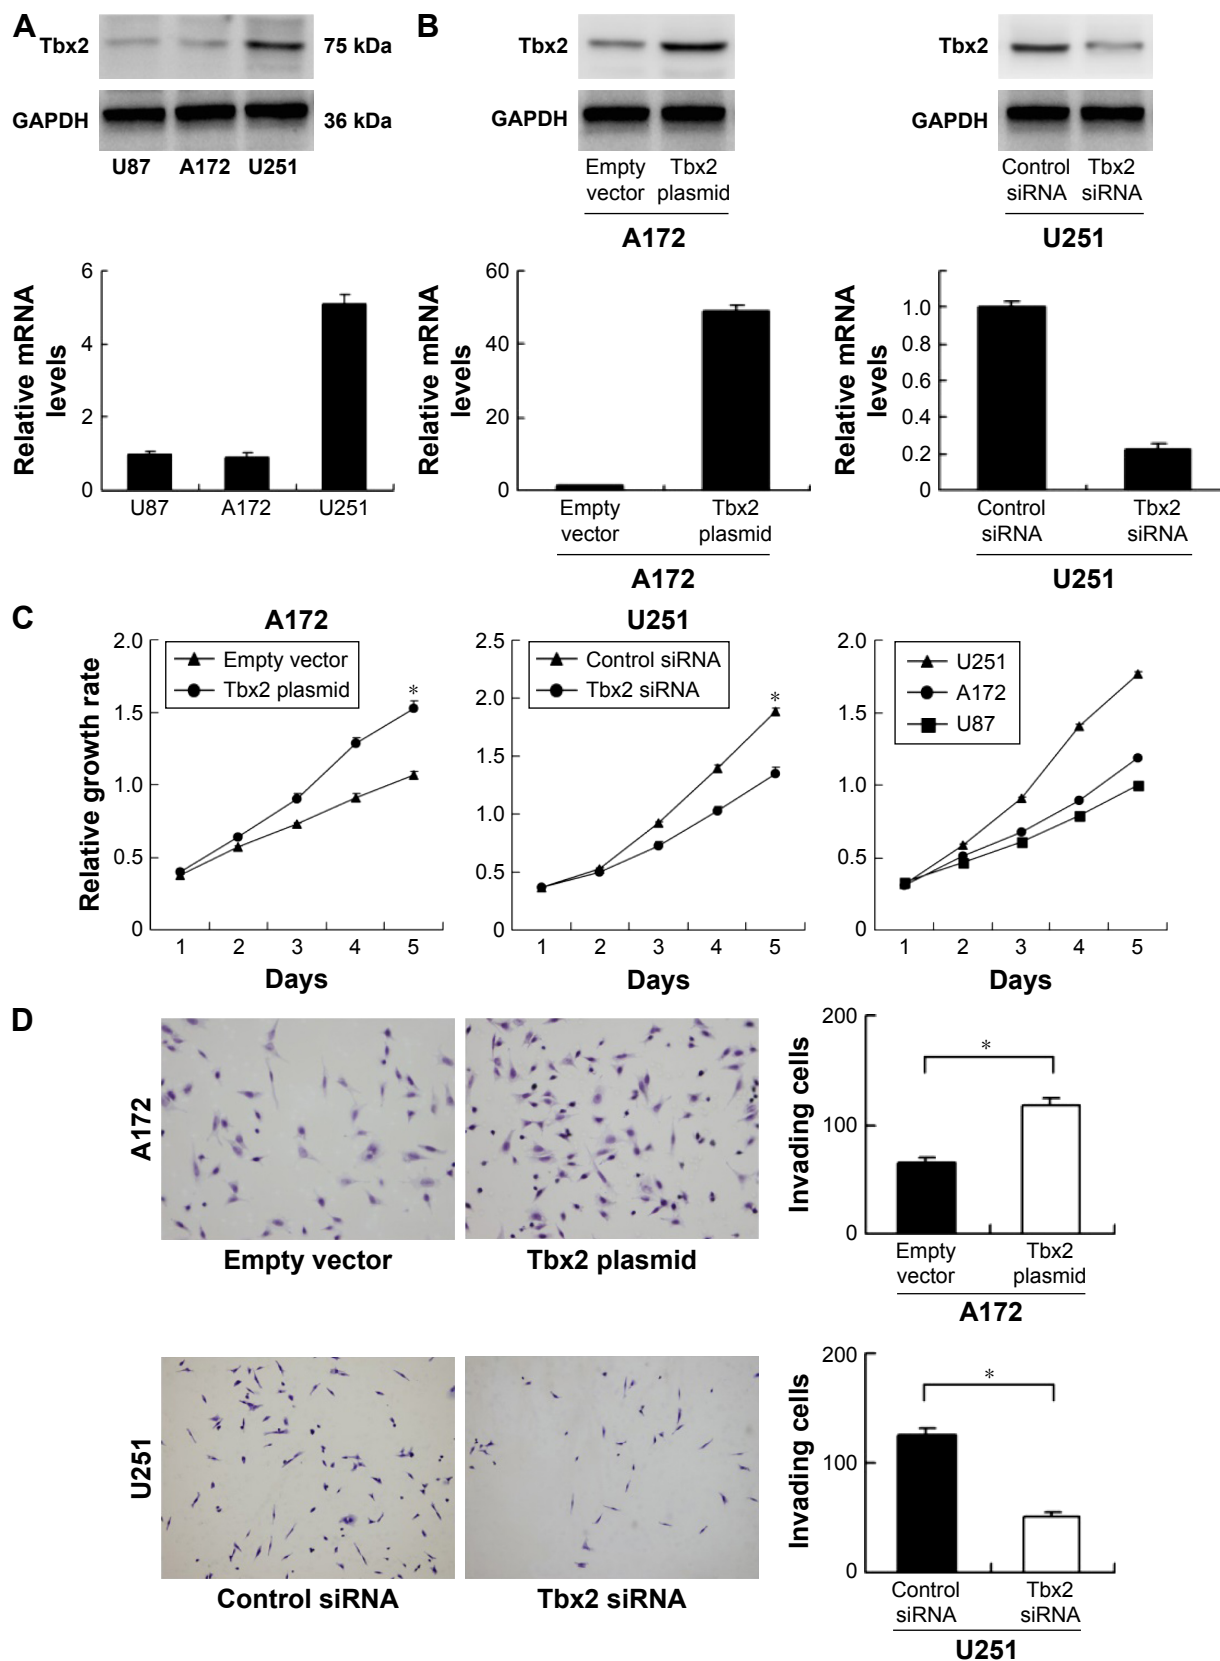 A
Tbx2
75 kDa
GAPDH
36 kDa
U87 A172 U251
B
Tbx2
GAPDH
Empty Tbx2
vector plasmid
A172
Tbx2
GAPDH
Control Tbx2
siRNA siRNA
U251
Relative mRNA
levels
6
4
2
0
U87 A172 U251
Relative mRNA
levels
60
40
20
0
Empty Tbx2
vector plasmid
A172
Relative mRNA
levels
1.0
0.8
0.6
0.4
0.2
0
Control Tbx2
siRNA siRNA
U251
C
A172
Relative growth rate
2.0
1.5
1.0
0.5
0
Empty vector
Tbx2 plasmid
*
1 2 3 4 5
Days
U251
2.5
2.0
1.5
1.0
0.5
0
Control siRNA
Tbx2 siRNA
*
1 2 3 4 5
Days
2.0
1.5
1.0
0.5
0
U251
A172
U87
1 2 3 4 5
Days
D
A172
Empty vector
Tbx2 plasmid
Invading cells
200
100
0
*
Empty Tbx2
vector plasmid
A172
U251
Control siRNA
Tbx2 siRNA
Invading cells
200
100
0
*
Control Tbx2
siRNA siRNA
U251